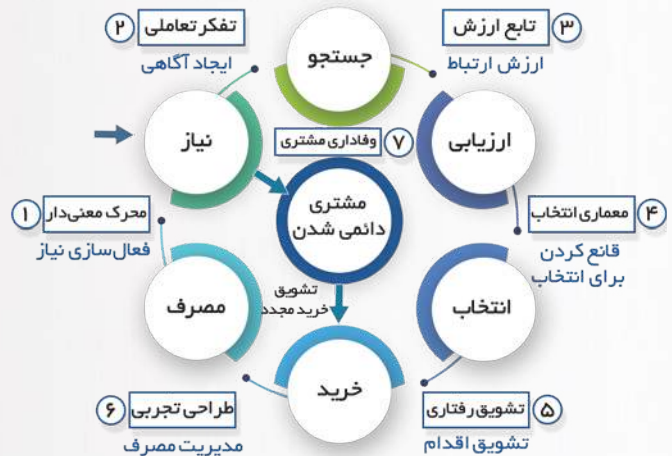 ۳ تابع ارزش
ارزش ارتباط
۲ تفکر تعاملی
ایجاد آگاهی
جستجو
ارزیابی
نیاز
۷ وفاداری مشتری
مشتری
دائمی شدن
۴ معماری انتخاب
قانع کردن
برای انتخاب
۱ محرک معنی‌دار
فعال‌سازی نیاز
انتخاب
مصرف
تشویق
خرید مجدد
خرید
۵ تشویق رفتاری
تشویق اقدام
۶ طراحی تجربی
مدیریت مصرف